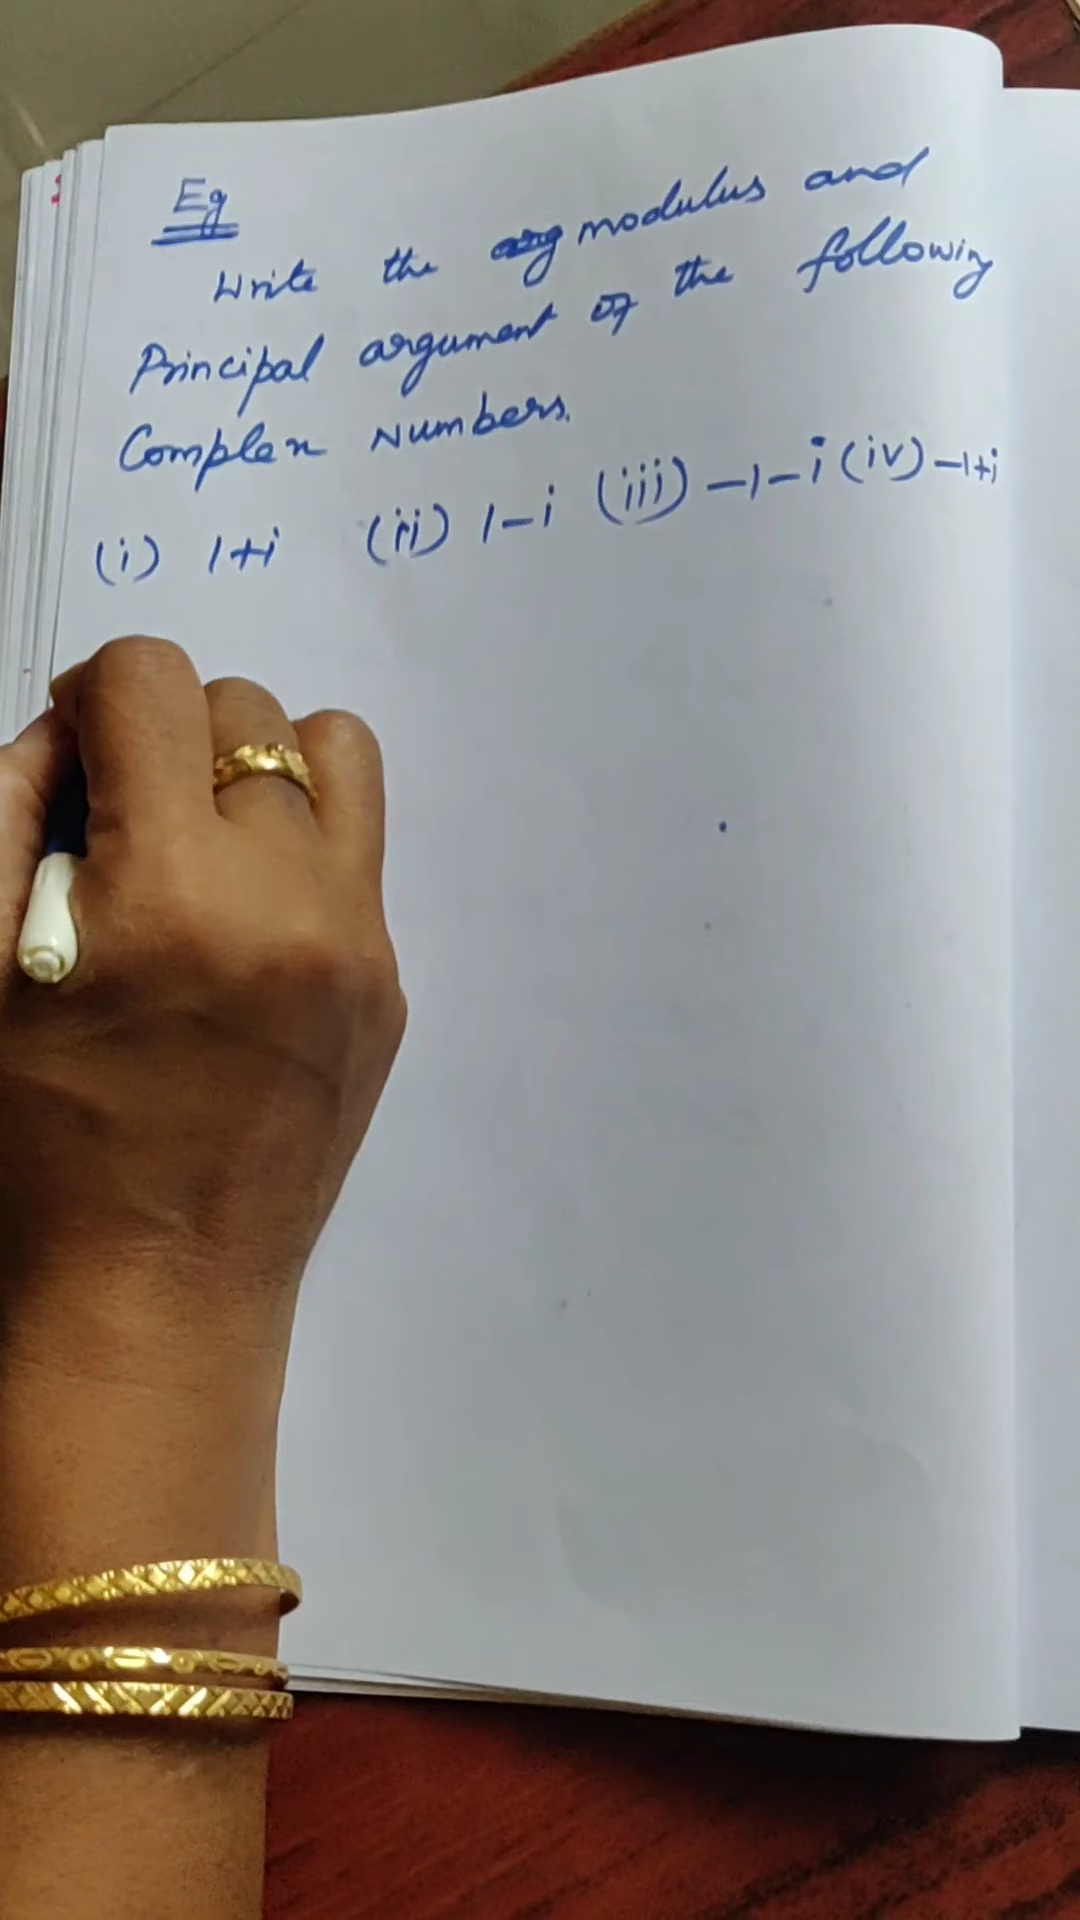 Eg
Write the modulus and
Principal argument of the following
Complex Numbers.
(i) 1+i (ii) 1-i (iii) -1-i (iv) -1+i